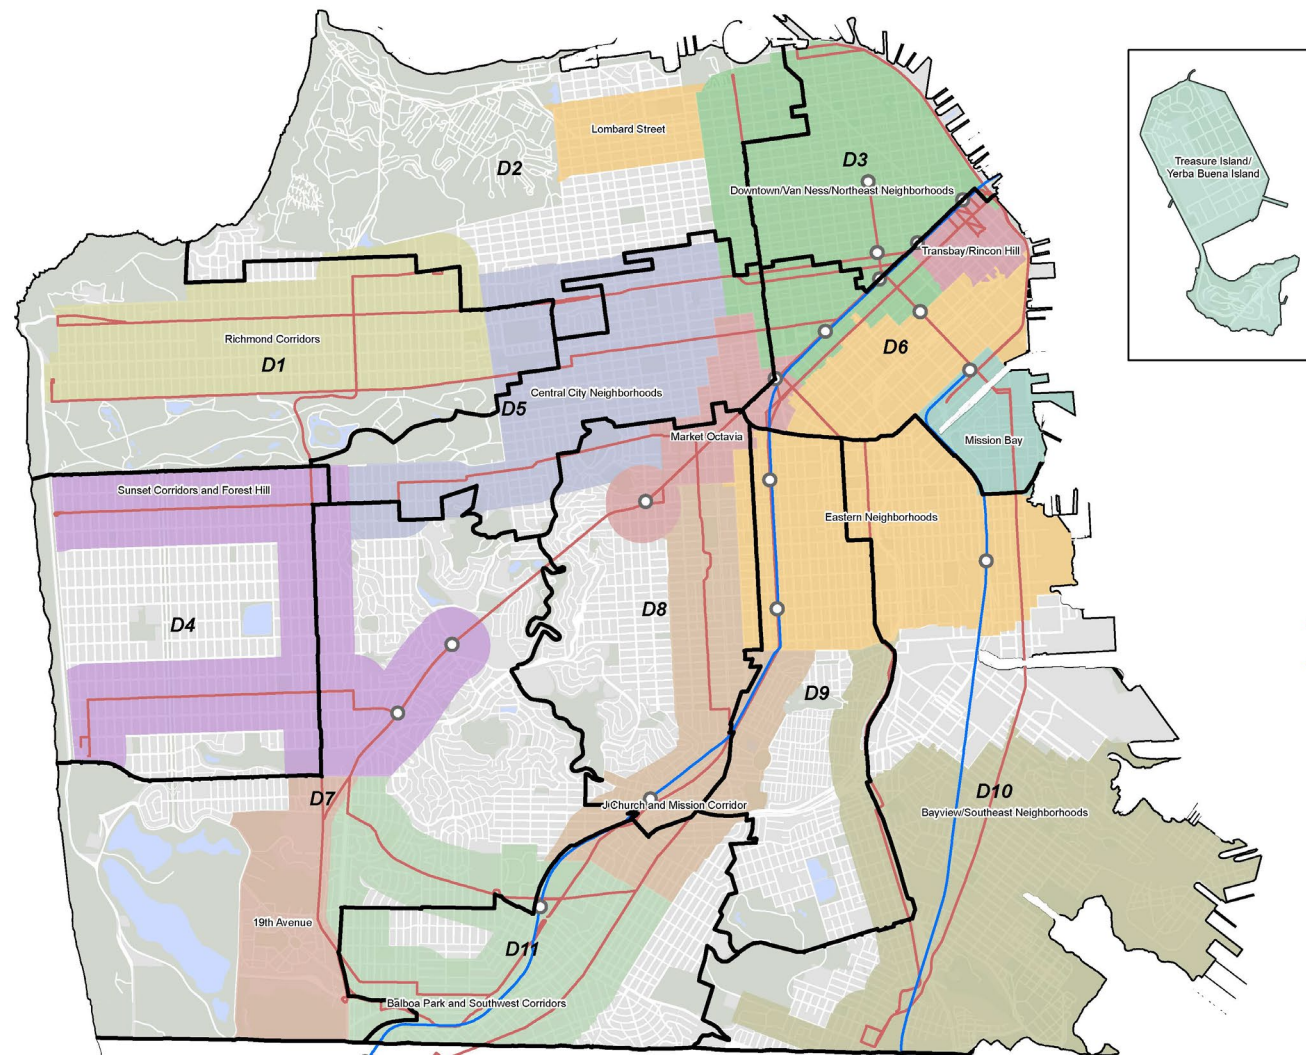 Lombard Street
D2
D3
Downtown/Van Ness/Northeast Neighborhoods
Treasure Island/
Yerba Buena Island
Transbay/Rincon Hill
Richmond Corridors
D1
D6
Central City Neighborhoods
D5
Market Octavia
Mission Bay
Sunset Corridors and Forest Hill
Eastern Neighborhoods
D4
D8
D9
D7
J Church and Mission Corridor
D10
Bayview/Southeast Neighborhoods
19th Avenue
D11
Balboa Park and Southwest Corridors